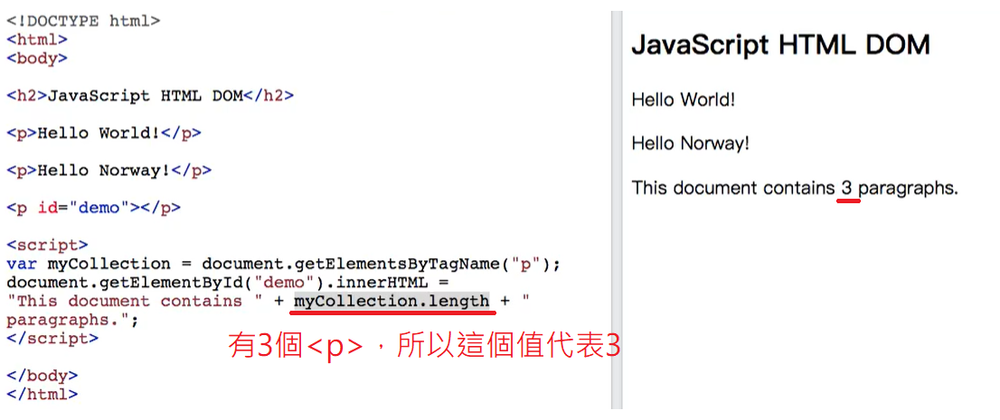 <!DOCTYPE html>
<html>
<body>
<h2>JavaScript HTML DOM</h2>
<p>Hello World!</p>
<p>Hello Norway!</p>
<p id="demo"></p>
<script>
var myCollection = document.getElementsByTagName("p");
document.getElementById("demo").innerHTML =
"This document contains " + myCollection.length + "
paragraphs.";
</script>
有3個<p>，所以這個值代表3
</body>
</html>
JavaScript HTML DOM
Hello World!
Hello Norway!
This document contains 3 paragraphs.